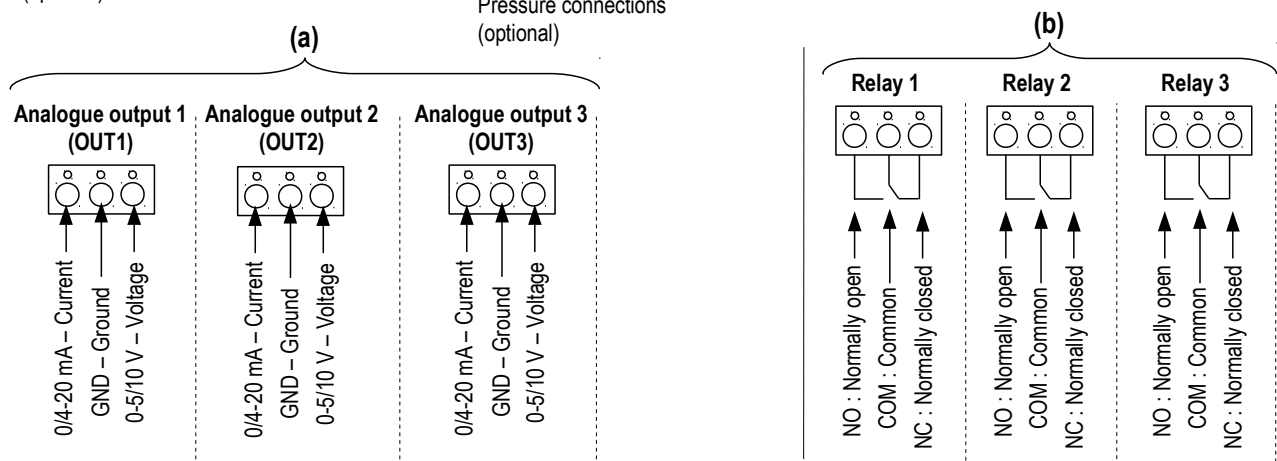 Pressure connections
(optional)
(a)
Analogue output 1
(OUT1)
Analogue output 2
(OUT2)
Analogue output 3
(OUT3)
0/4-20 mA – Current
GND – Ground
0-5/10 V – Voltage
0/4-20 mA – Current
GND – Ground
0-5/10 V – Voltage
0/4-20 mA – Current
GND – Ground
0-5/10 V – Voltage
(b)
Relay 1
Relay 2
Relay 3
NO : Normally open
COM : Common
NC : Normally closed
NO : Normally open
COM : Common
NC : Normally closed
NO : Normally open
COM : Common
NC : Normally closed